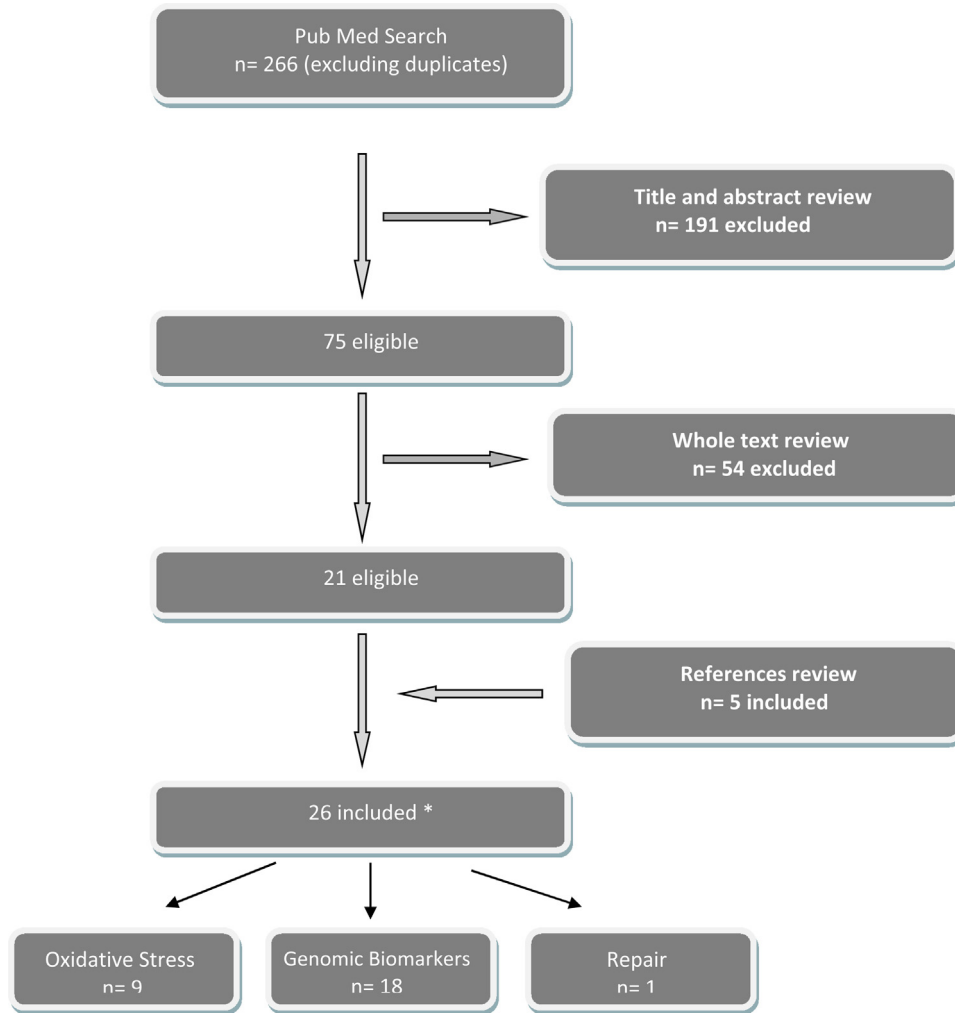 Pub Med Search
n= 266 (excluding duplicates)
Title and abstract review
n= 191 excluded
75 eligible
Whole text review
n= 54 excluded
21 eligible
References review
n= 5 included
26 included *
Oxidative Stress
n= 9
Genomic Biomarkers
n= 18
Repair
n= 1